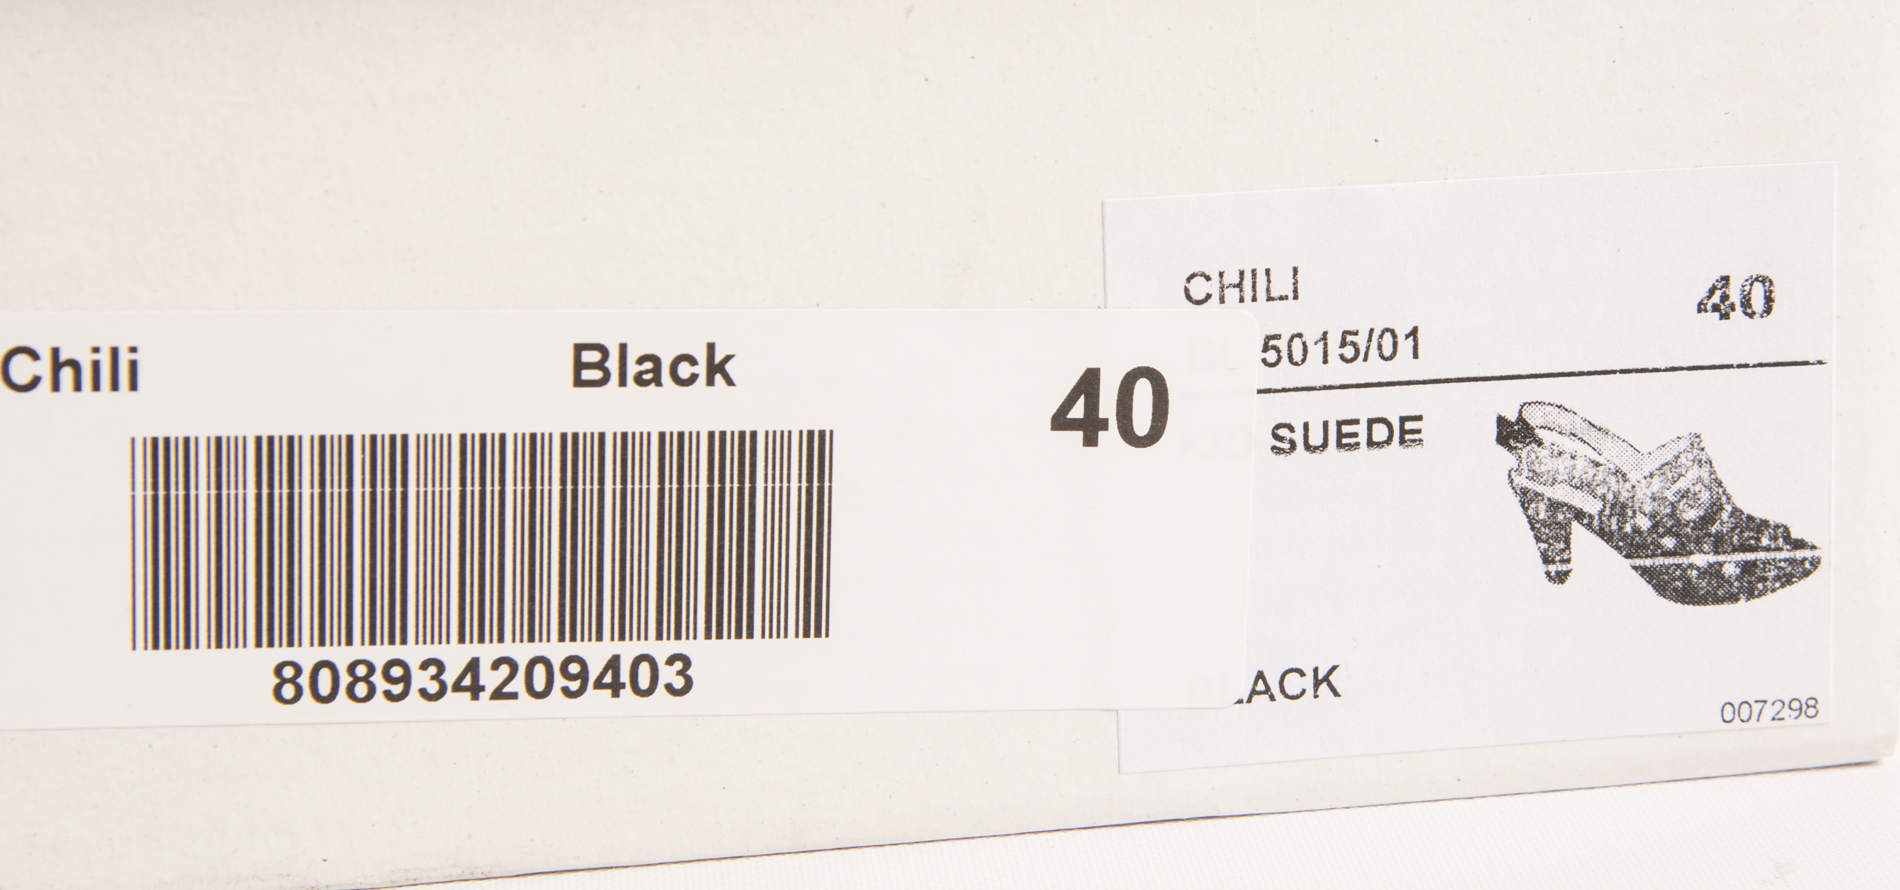 Chili Black 40
808934209403
CHILI 40
5015/01
SUEDE
LACK
007298